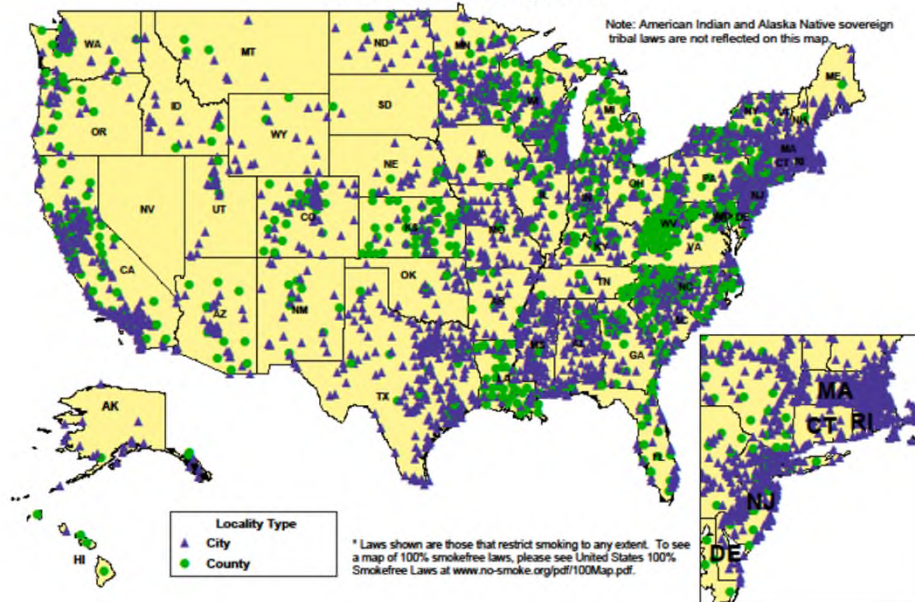 Note: American Indian and Alaska Native sovereign
tribal laws are not reflected on this map.
WA
MT
ND
MN
ME
ID
SD
WI
MI
NY
NH
OR
WY
MA
CT
RI
NE
IA
PA
NJ
NV
UT
CO
IL
IN
OH
MD
DE
KS
MO
WV
VA
KY
CA
OK
TN
NC
AZ
NM
AR
SC
MS
AL
GA
TX
LA
FL
AK
HI
MA
CT
RI
NJ
DE
Locality Type
City
County
* Laws shown are those that restrict smoking to any extent. To see
a map of 100% smokefree laws, please see United States 100%
Smokefree Laws at www.no-smoke.org/pdf/100Map.pdf.